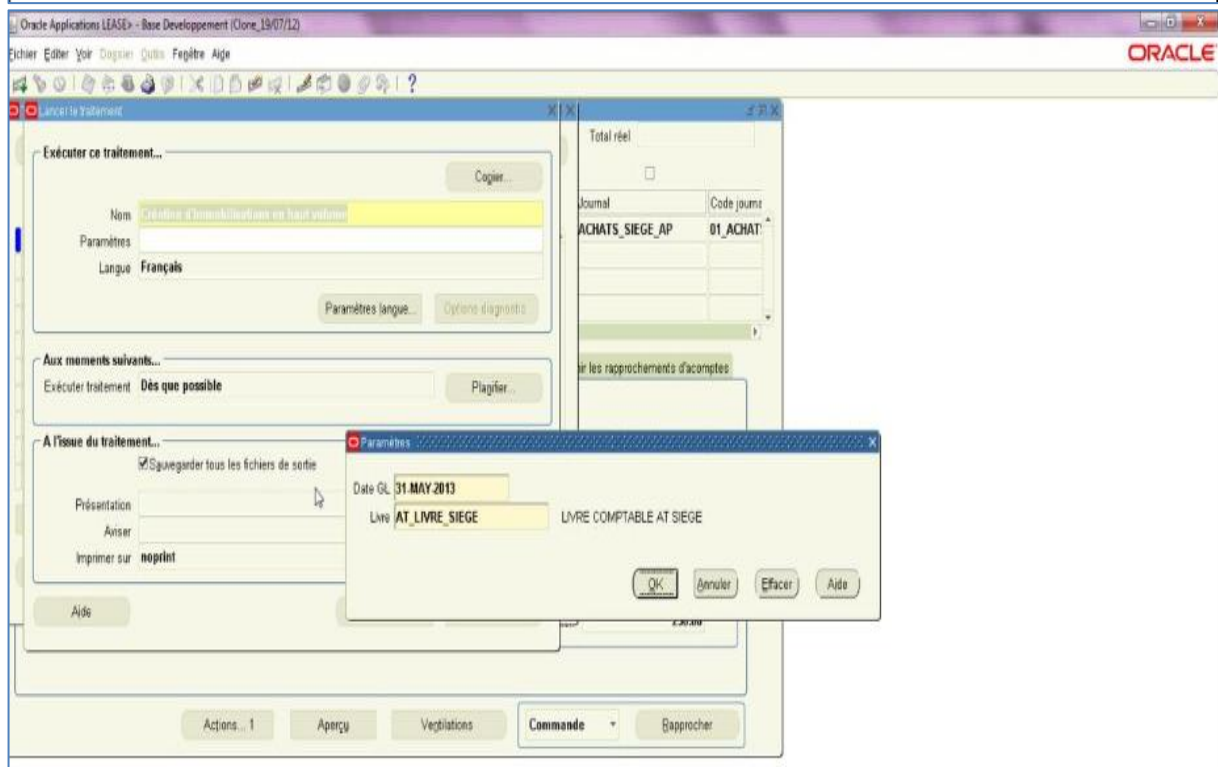 Oracle Applications LEASE> - Base Developpement (Clone_19/07/12)
Fichier Editer Voir Dossier Outils Fenêtre Aide
ORACLE
Lancer le traitement
Exécuter ce traitement...
Copier...
Nom Création d'immobilisations en haut volume
Paramètres
Langue Français
Paramètres langue... Options diagnostic
Aux moments suivants...
Exécuter traitement Dès que possible Planifier...
A l'issue du traitement...
Sauvegarder tous les fichiers de sortie
Présentation
Aviser
Imprimer sur noprint
Aide
Total réel
Journal Code journa
ACHATS_SIEGE_AP 01_ACHAT
ir les rapprochements d'acomptes
Paramètres
Date GL 31-MAY-2013
Livre AT_LIVRE_SIEGE LIVRE COMPTABLE AT SIEGE
OK Annuler Effacer Aide
Actions... 1 Aperçu Ventilations Commande Rapprocher